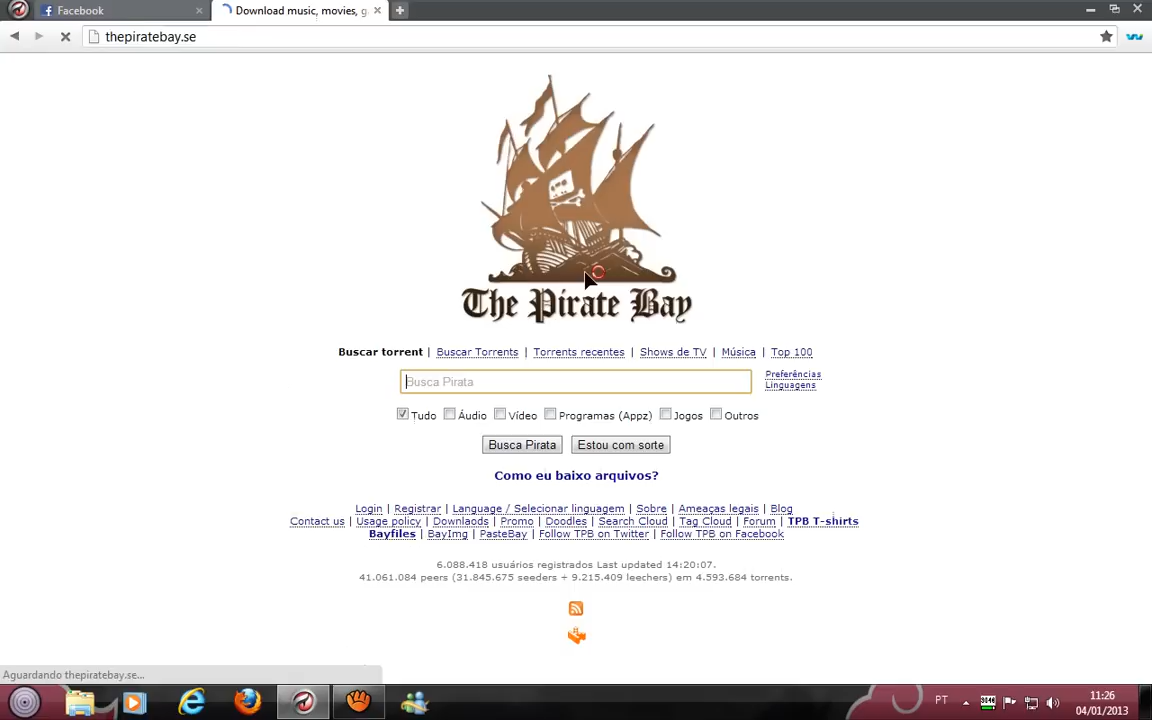 Facebook
Download music, movies, g
thepiratebay.se
The Pirate Bay
Buscar torrent | Buscar Torrents | Torrents recentes | Shows de TV | Música | Top 100
Busca Pirata
Preferências
Linguagens
Tudo Áudio Vídeo Programas (Appz) Jogos Outros
Busca Pirata Estou com sorte
Como eu baixo arquivos?
Login | Registrar | Language / Selecionar linguagem | Sobre | Ameaças legais | Blog
Contact us | Usage policy | Downlaods | Promo | Doodles | Search Cloud | Tag Cloud | Forum | TPB T-shirts
Bayfiles | BayImg | PasteBay | Follow TPB on Twitter | Follow TPB on Facebook
6.088.418 usuários registrados Last updated 14:20:07.
41.061.084 peers (31.845.675 seeders + 9.215.409 leechers) em 4.593.684 torrents.
Aguardando thepiratebay.se...
PT
11:26
04/01/2013